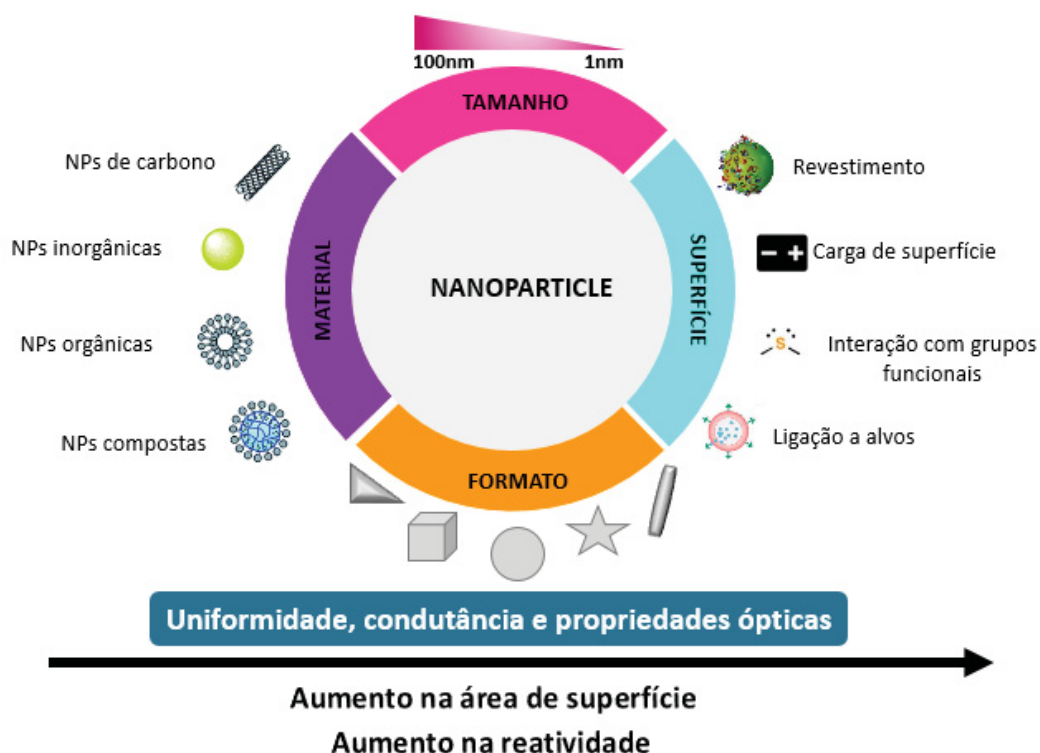 100nm
1nm
TAMANHO
NPs de carbono
NPs inorgânicas
NPs orgânicas
NPs compostas
MATERIAL
NANOPARTICLE
SUPERFÍCIE
Revestimento
- +
Carga de superfície
S
Interação com grupos
funcionais
Ligação a alvos
FORMATO
Uniformidade, condutância e propriedades ópticas
Aumento na área de superfície
Aumento na reatividade